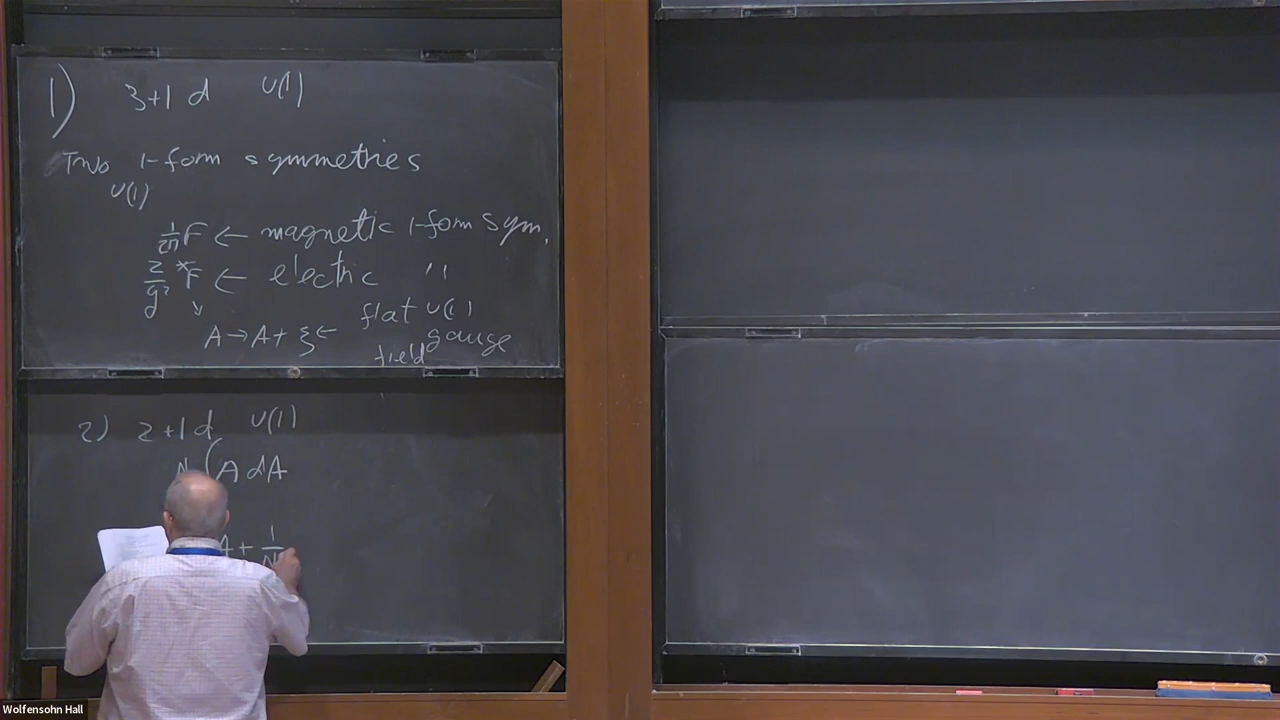 1) 3+1 d U(1)
Two 1-form symmetries
U(1)
1/2π F ← magnetic 1-form sym.
2/g² *F ← electric ''
A → A + ξ ← flat U(1)
gauge
field
2) 2+1 d U(1)
N ∫ A dA
A + 1/N
Wolfensohn Hall